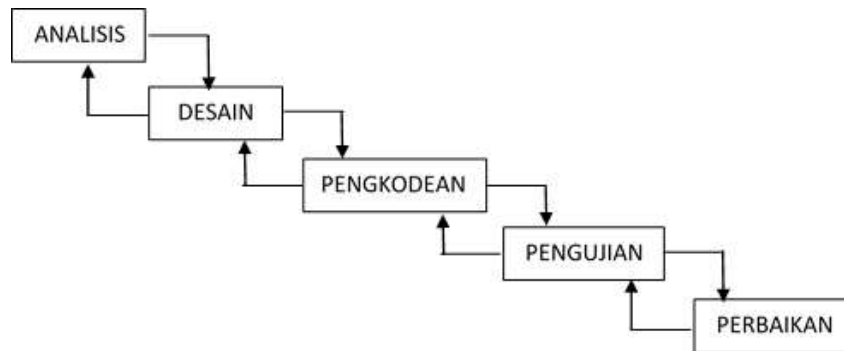 ANALISIS
DESAIN
PENGKODEAN
PENGUJIAN
PERBAIKAN